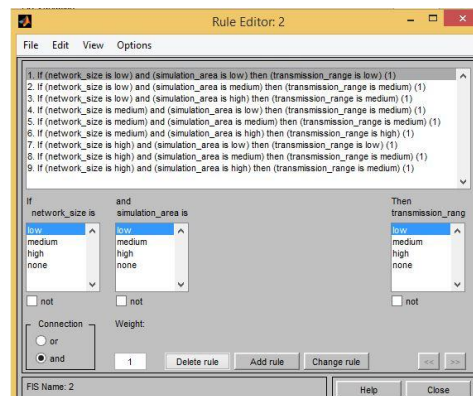 Rule Editor: 2
File Edit View Options
1. If (network_size is low) and (simulation_area is low) then (transmission_range is low) (1)
2. If (network_size is low) and (simulation_area is medium) then (transmission_range is medium) (1)
3. If (network_size is low) and (simulation_area is high) then (transmission_range is medium) (1)
4. If (network_size is medium) and (simulation_area is low) then (transmission_range is medium) (1)
5. If (network_size is medium) and (simulation_area is medium) then (transmission_range is medium) (1)
6. If (network_size is medium) and (simulation_area is high) then (transmission_range is high) (1)
7. If (network_size is high) and (simulation_area is low) then (transmission_range is low) (1)
8. If (network_size is high) and (simulation_area is medium) then (transmission_range is medium) (1)
9. If (network_size is high) and (simulation_area is high) then (transmission_range is medium) (1)
If and Then
network_size is simulation_area is transmission_rang
low low low
medium medium medium
high high high
none none none
not not not
Connection Weight:
or
and 1 Delete rule Add rule Change rule << >>
FIS Name: 2 Help Close